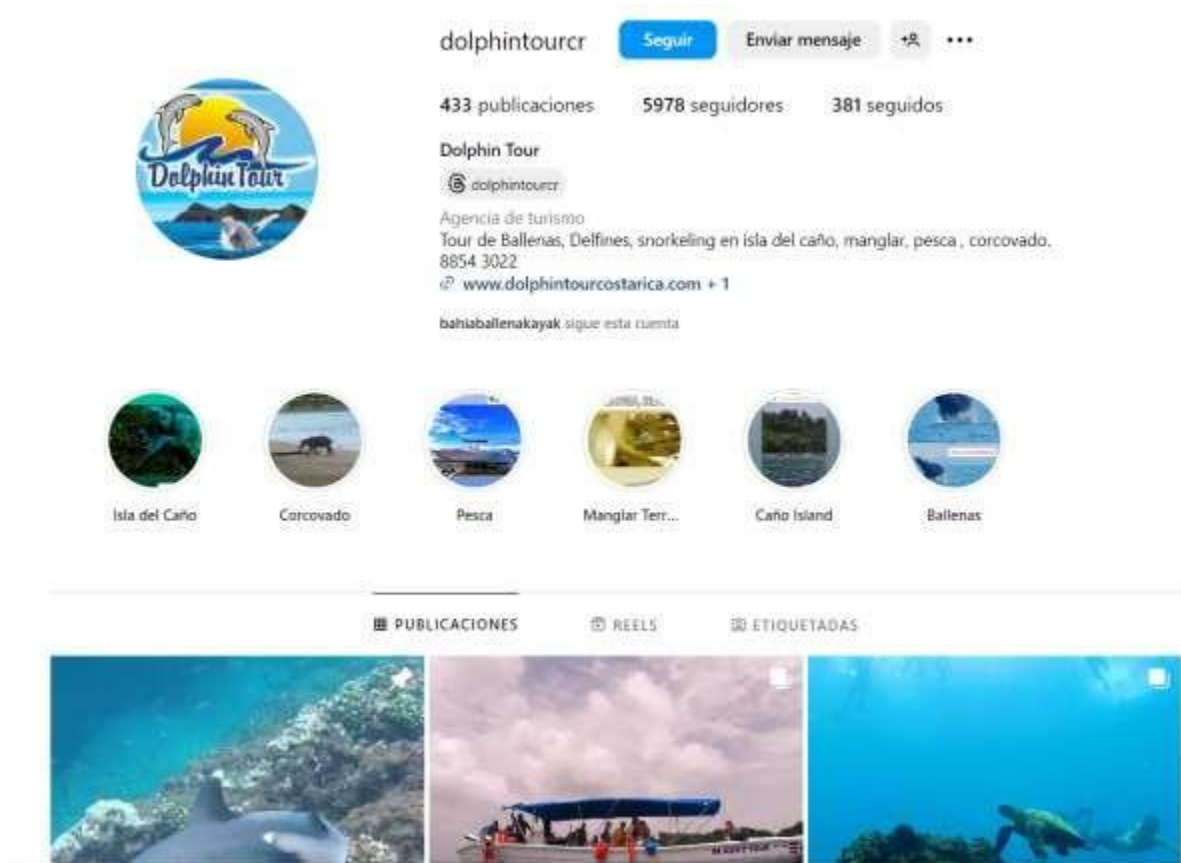 dolphintourcr Seguir Enviar mensaje
433 publicaciones 5978 seguidores 381 seguidos
Dolphin Tour
dolphintourcr
Agencia de turismo
Tour de Ballenas, Delfines, snorkeling en isla del caño, manglar, pesca , corcovado.
8854 3022
www.dolphintourcostarica.com + 1
bahiaballenakayak sigue esta cuenta
Dolphin Tour
Isla del Caño Corcovado Pesca Manglar Terr... Caño Island Ballenas
PUBLICACIONES REELS ETIQUETADAS